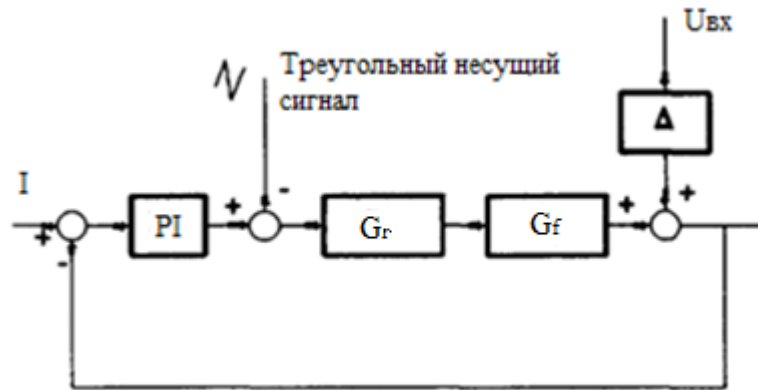 Uвх
Треугольный несущий
сигнал
Δ
I
+
-
PI
+
-
Gr
Gf
+
+